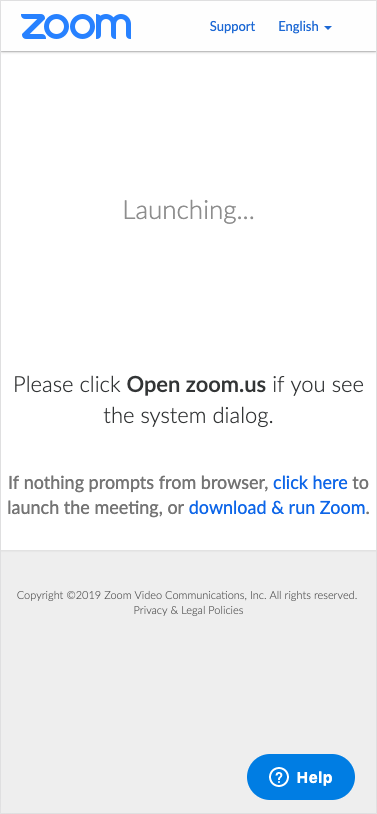 zoom
Support English
Launching...
Please click Open zoom.us if you see
the system dialog.
If nothing prompts from browser, click here to
launch the meeting, or download & run Zoom.
Copyright ©2019 Zoom Video Communications, Inc. All rights reserved.
Privacy & Legal Policies
Help